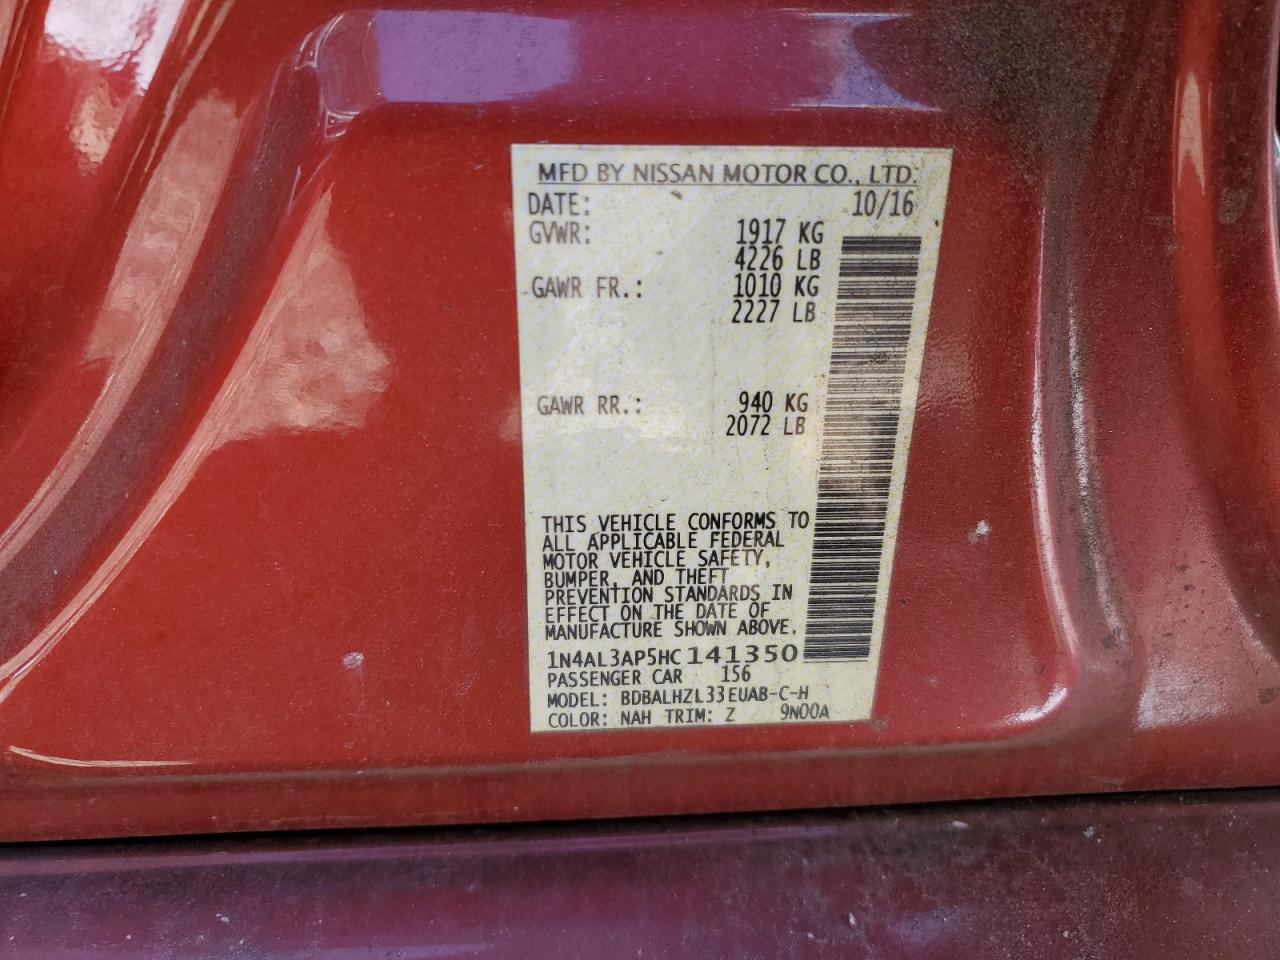 MFD BY NISSAN MOTOR CO., LTD.
DATE: 10/16
GVWR: 1917 KG
4226 LB
GAWR FR.: 1010 KG
2227 LB
GAWR RR.: 940 KG
2072 LB
THIS VEHICLE CONFORMS TO
ALL APPLICABLE FEDERAL
MOTOR VEHICLE SAFETY,
BUMPER, AND THEFT
PREVENTION STANDARDS IN
EFFECT ON THE DATE OF
MANUFACTURE SHOWN ABOVE.
1N4AL3AP5HC141350
PASSENGER CAR 156
MODEL: BDBALHZL33EUAB-C-H
COLOR: NAH TRIM: Z 9N00A